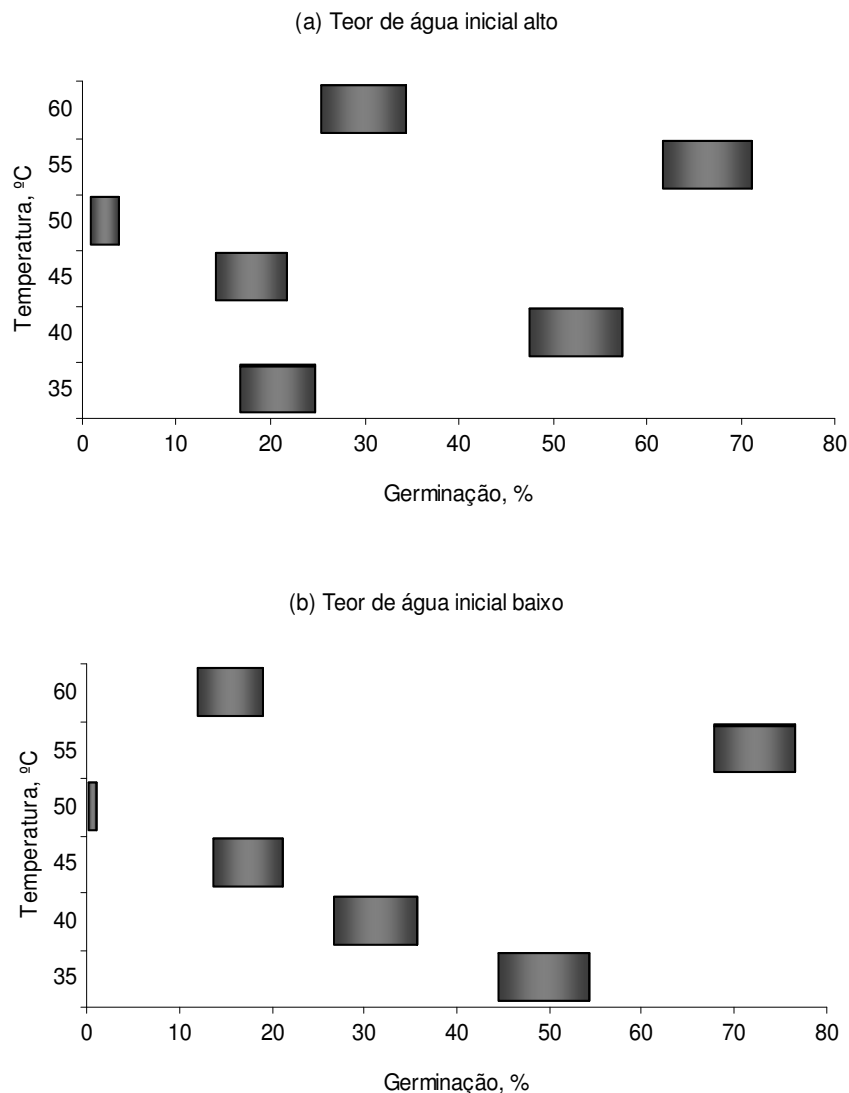 (a) Teor de água inicial alto
60
55
50
45
40
35
Temperatura, ºC
0 10 20 30 40 50 60 70 80
Germinação, %
(b) Teor de água inicial baixo
60
55
50
45
40
35
Temperatura, ºC
0 10 20 30 40 50 60 70 80
Germinação, %